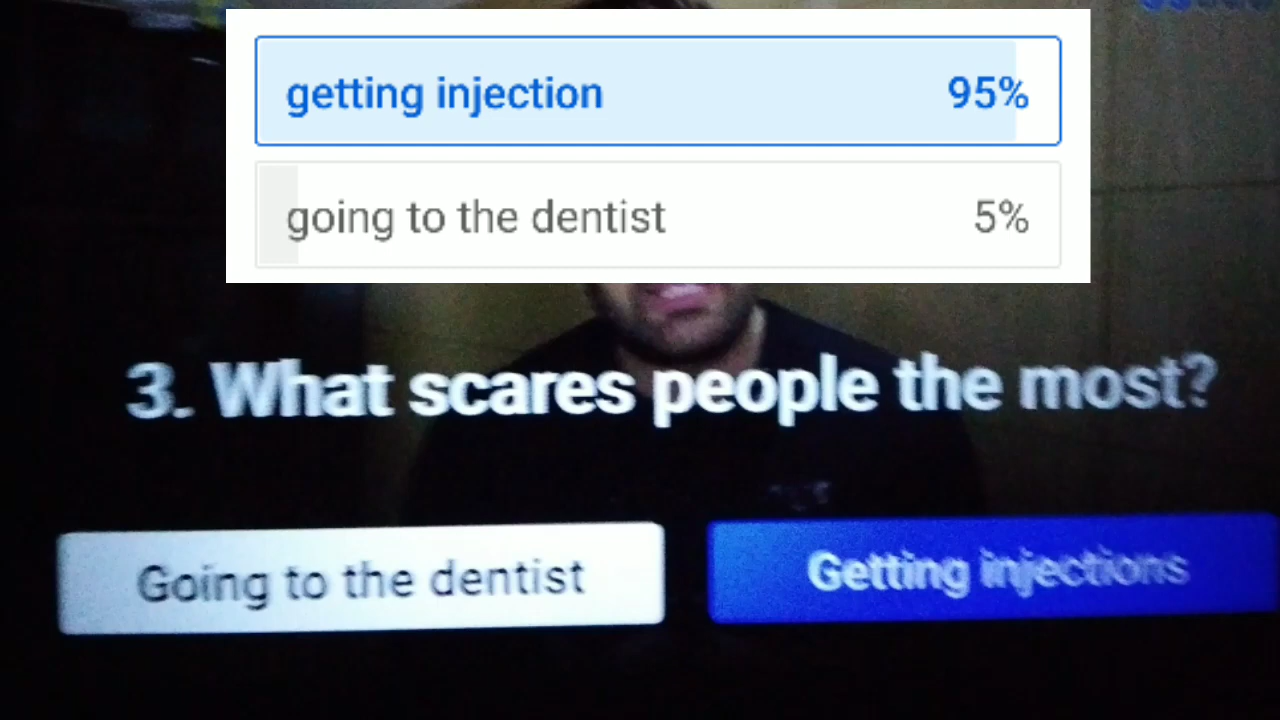 getting injection 95%
going to the dentist 5%
3. What scares people the most?
Going to the dentist Getting injections